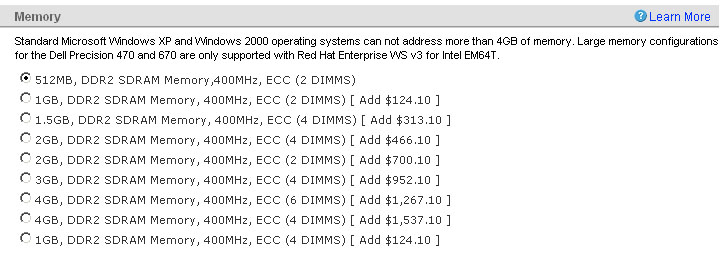 Memory
Learn More
Standard Microsoft Windows XP and Windows 2000 operating systems can not address more than 4GB of memory. Large memory configurations
for the Dell Precision 470 and 670 are only supported with Red Hat Enterprise WS v3 for Intel EM64T.
512MB, DDR2 SDRAM Memory,400MHz, ECC (2 DIMMS)
1GB, DDR2 SDRAM Memory, 400MHz, ECC (2 DIMMS) [ Add $124.10 ]
1.5GB, DDR2 SDRAM Memory, 400MHz, ECC (4 DIMMS) [ Add $313.10 ]
2GB, DDR2 SDRAM Memory, 400MHz, ECC (4 DIMMS) [ Add $466.10 ]
2GB, DDR2 SDRAM Memory, 400MHz, ECC (2 DIMMS) [ Add $700.10 ]
3GB, DDR2 SDRAM Memory, 400MHz, ECC (4 DIMMS) [ Add $952.10 ]
4GB, DDR2 SDRAM Memory, 400MHz, ECC (6 DIMMS) [ Add $1,267.10 ]
4GB, DDR2 SDRAM Memory, 400MHz, ECC (4 DIMMS) [ Add $1,537.10 ]
1GB, DDR2 SDRAM Memory, 400MHz, ECC (4 DIMMS) [ Add $124.10 ]